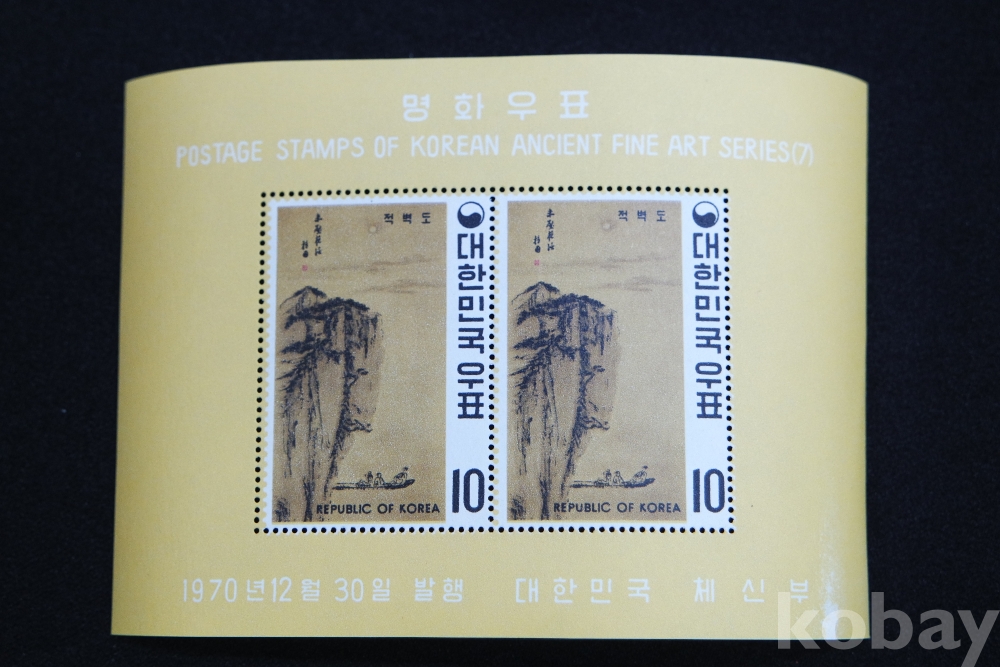 명화우표
POSTAGE STAMPS OF KOREAN ANCIENT FINE ART SERIES(7)
적벽도
대한민국우표
REPUBLIC OF KOREA
10
적벽도
대한민국우표
REPUBLIC OF KOREA
10
1970년12월 30일 발행 대한민국 체신부
kobay